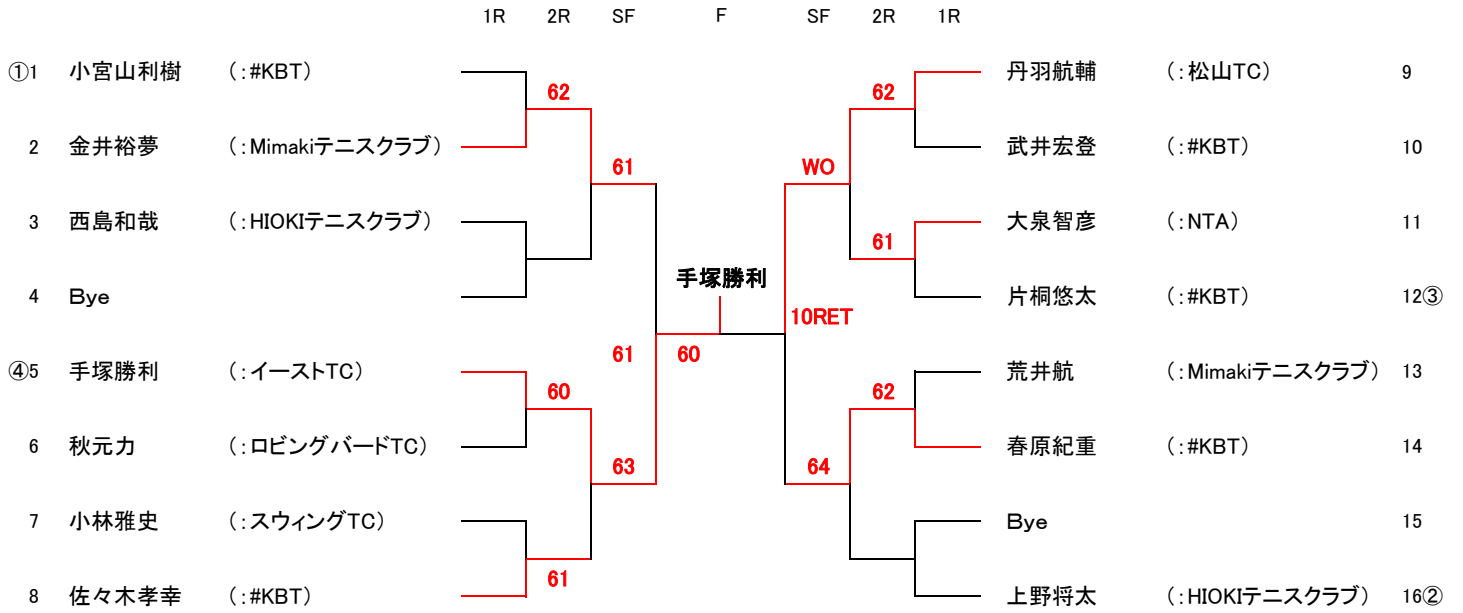 1R 2R SF F SF 2R 1R
①1 小宮山利樹 (:#KBT) 丹羽航輔 (:松山TC) 9
62 62
2 金井裕夢 (:Mimakiテニスクラブ) 武井宏登 (:#KBT) 10
61 WO
3 西島和哉 (:HIOKIテニスクラブ) 大泉智彦 (:NTA) 11
61
手塚勝利
4 Bye 片桐悠太 (:#KBT) 12③
10RET
61 60
④5 手塚勝利 (:イーストTC) 荒井航 (:Mimakiテニスクラブ) 13
60 62
6 秋元力 (:ロビングバードTC) 春原紀重 (:#KBT) 14
63 64
7 小林雅史 (:スウィングTC) Bye 15
61
8 佐々木孝幸 (:#KBT) 上野将太 (:HIOKIテニスクラブ) 16②